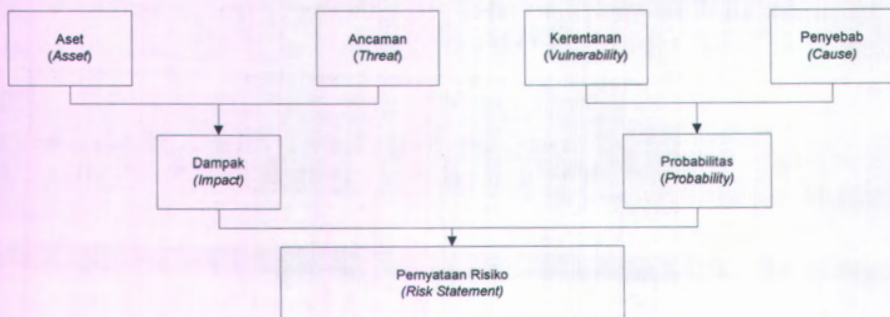 Aset
(Asset)
Ancaman
(Threat)
Kerentanan
(Vulnerability)
Penyebab
(Cause)
Dampak
(Impact)
Probabilitas
(Probability)
Pernyataan Risiko
(Risk Statement)